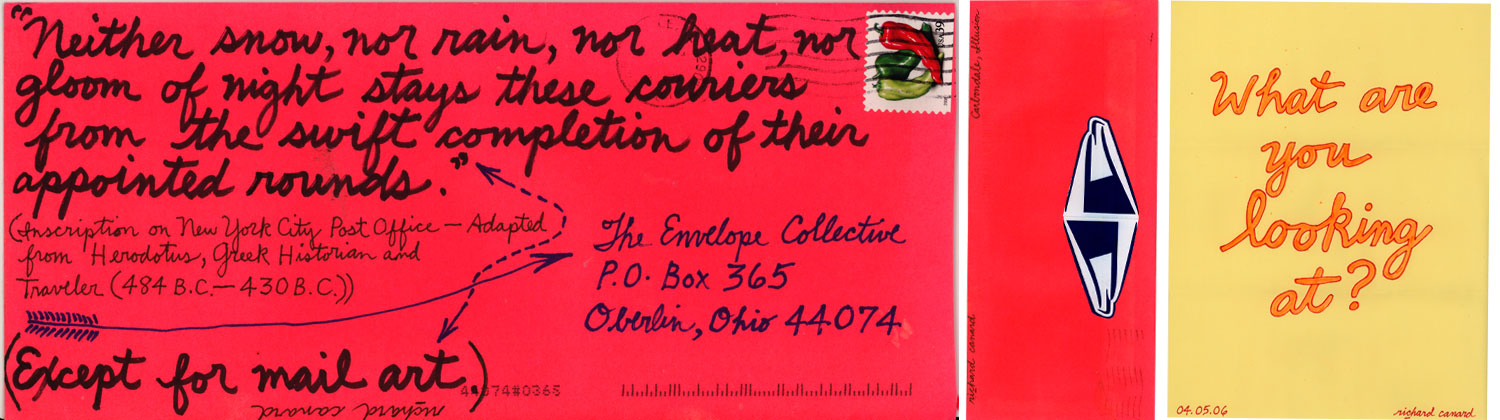 "Neither snow, nor rain, nor heat, nor
gloom of night stays these couriers
from the swift completion of their
appointed rounds."
(Inscription on New York City Post Office — Adapted
from Herodotus, Greek Historian and
Traveler (484 B.C.— 430 B.C.))
(Except for mail art.)
richard canard
USA 39
The Envelope Collective
P.O. Box 365
Oberlin, Ohio 44074
44074#0365
Carbondale, Illusion
richard canard
What are
you
looking
at?
04.05.06
richard canard